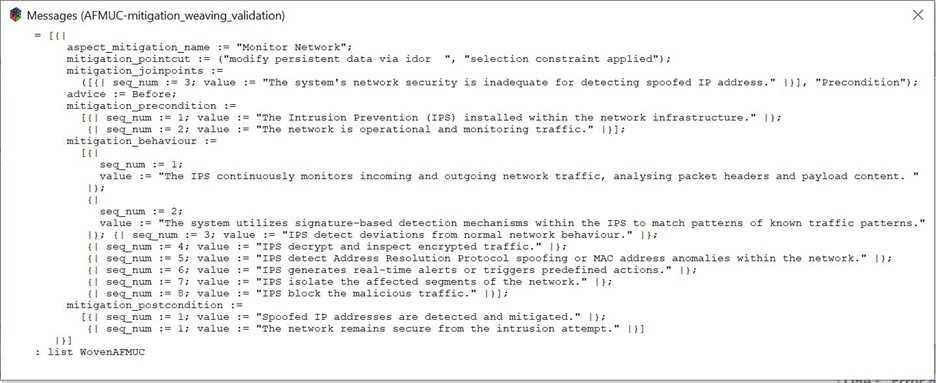 Messages (AFMUC-mitigation_weaving_validation)
= [{|
aspect_mitigation_name := "Monitor Network";
mitigation_pointcut := ("modify persistent data via idor  ", "selection constraint applied");
mitigation_joinpoints :=
([{| seq_num := 3; value := "The system's network security is inadequate for detecting spoofed IP address." |}], "Precondition");
advice := Before;
mitigation_precondition :=
[{| seq_num := 1; value := "The Intrusion Prevention (IPS) installed within the network infrastructure." |};
{| seq_num := 2; value := "The network is operational and monitoring traffic." |}];
mitigation_behaviour :=
[{|
seq_num := 1;
value := "The IPS continuously monitors incoming and outgoing network traffic, analysing packet headers and payload content. "
|};
{|
seq_num := 2;
value := "The system utilizes signature-based detection mechanisms within the IPS to match patterns of known traffic patterns."
|}; {| seq_num := 3; value := "IPS detect deviations from normal network behaviour." |};
{| seq_num := 4; value := "IPS decrypt and inspect encrypted traffic." |};
{| seq_num := 5; value := "IPS detect Address Resolution Protocol spoofing or MAC address anomalies within the network." |};
{| seq_num := 6; value := "IPS generates real-time alerts or triggers predefined actions." |};
{| seq_num := 7; value := "IPS isolate the affected segments of the network." |};
{| seq_num := 8; value := "IPS block the malicious traffic." |}];
mitigation_postcondition :=
[{| seq_num := 1; value := "Spoofed IP addresses are detected and mitigated." |};
{| seq_num := 1; value := "The network remains secure from the intrusion attempt." |}]
|}]
: list WovenAFMUC